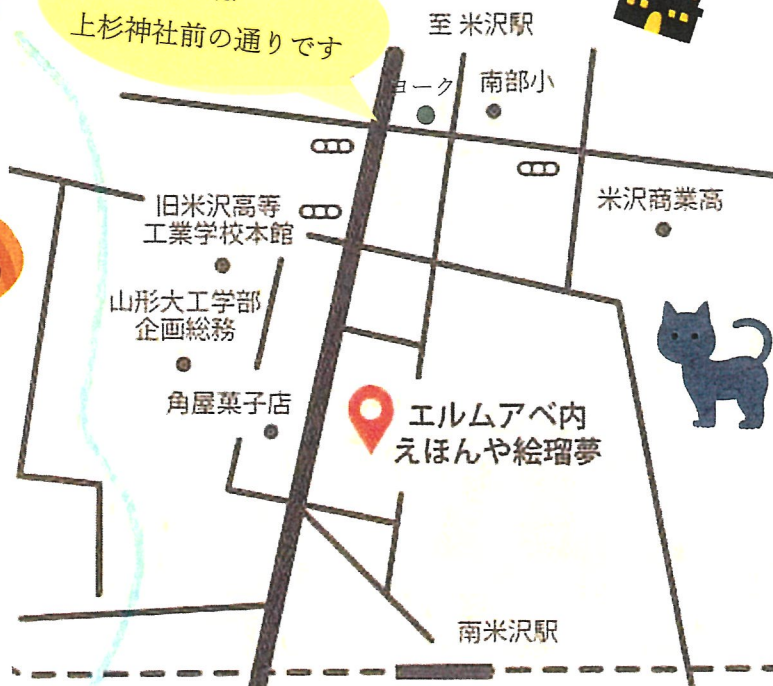 上杉神社前の通りです
至 米沢駅
ヨーク
南部小
米沢商業高
旧米沢高等
工業学校本館
山形大工学部
企画総務
角屋菓子店
エルムアベ内
えほんや絵瑠夢
南米沢駅